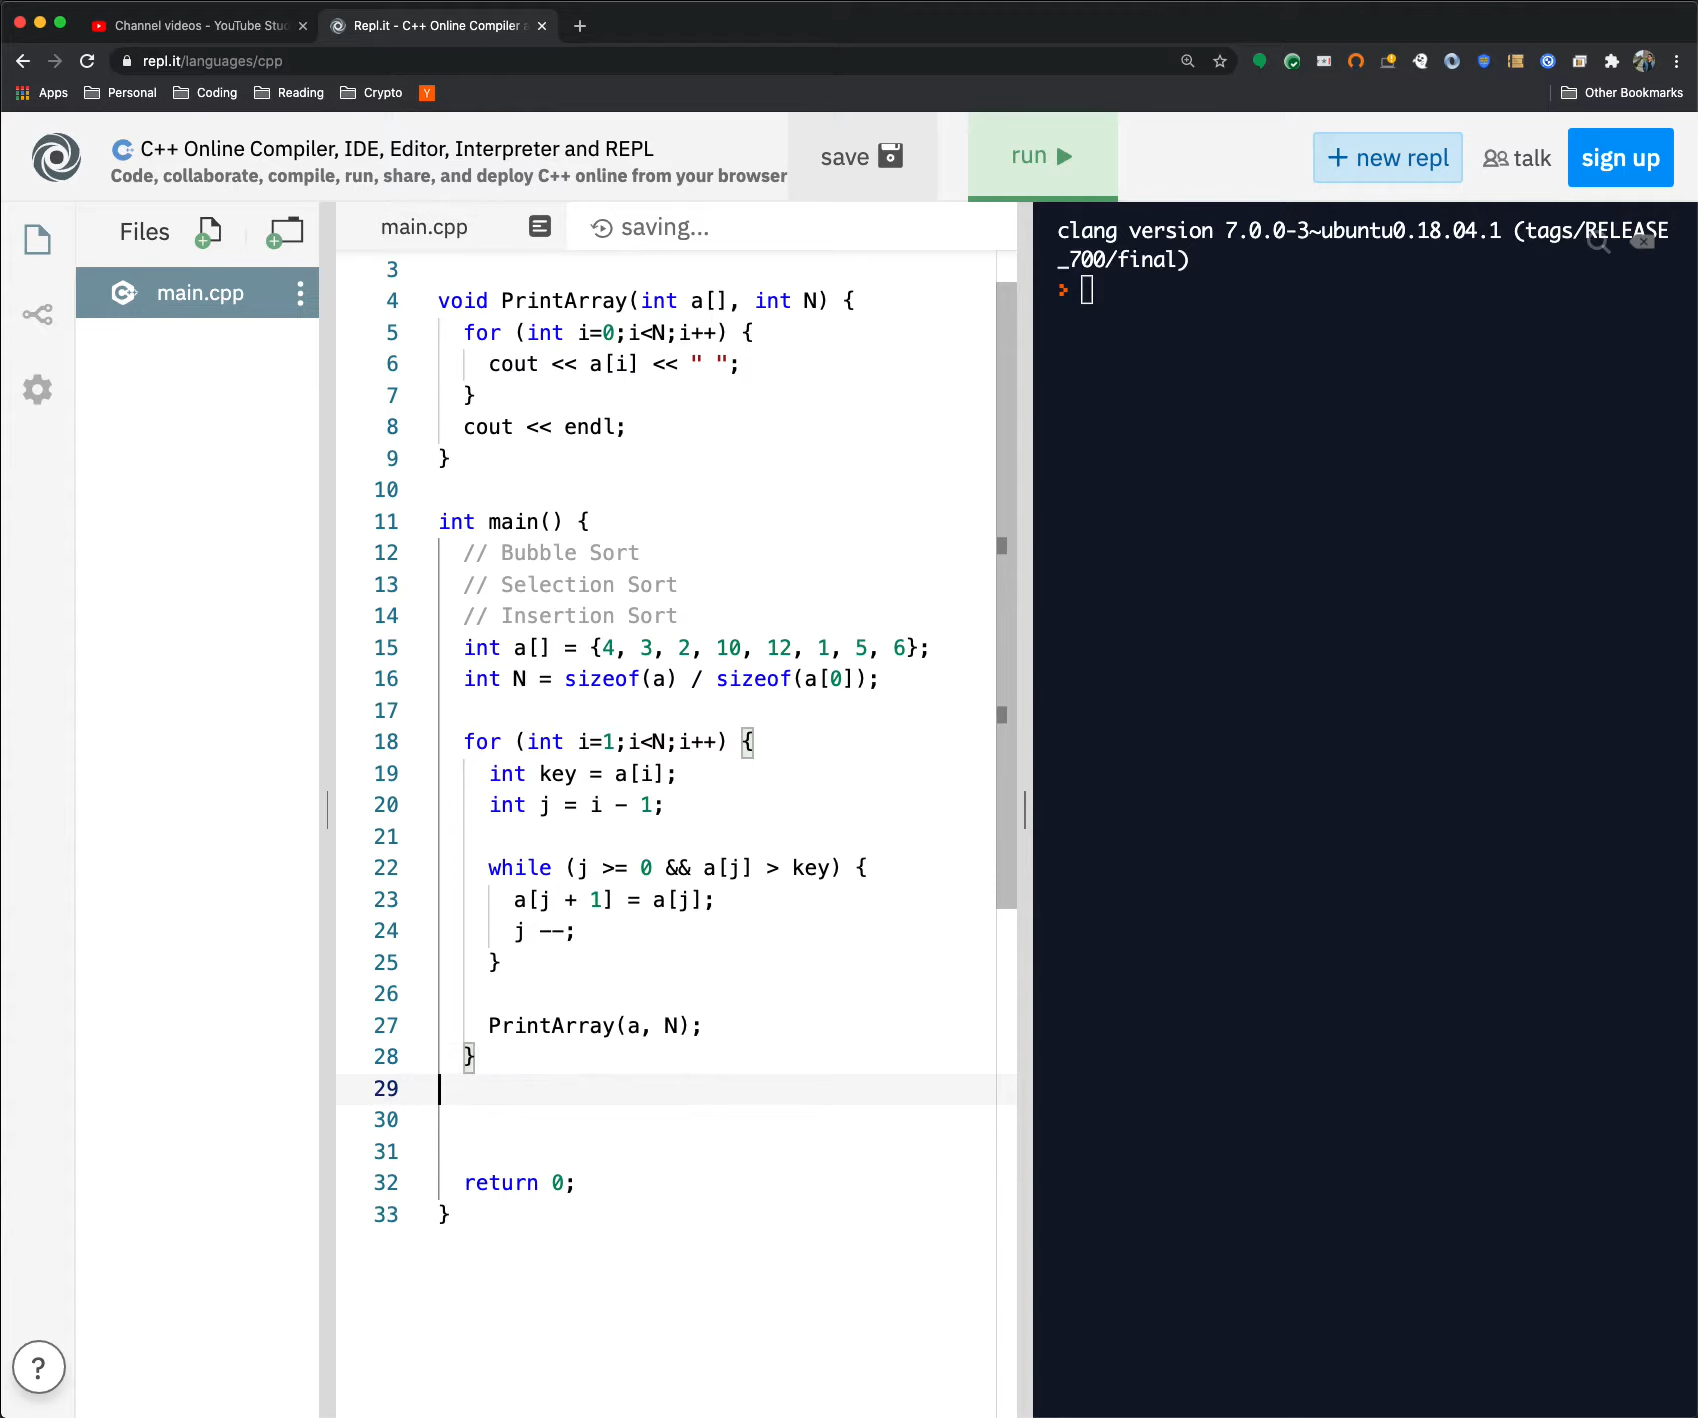 Channel videos - YouTube Stu
Repl.it - C++ Online Compiler
repl.it/languages/cpp
Apps
Personal
Coding
Reading
Crypto
Y
Other Bookmarks
C++ Online Compiler, IDE, Editor, Interpreter and REPL
Code, collaborate, compile, run, share, and deploy C++ online from your browser
save
run
+ new repl
talk
sign up
Files
main.cpp
main.cpp
saving...
3
4 void PrintArray(int a[], int N) {
5 for (int i=0;i<N;i++) {
6 cout << a[i] << " ";
7 }
8 cout << endl;
9 }
10
11 int main() {
12 // Bubble Sort
13 // Selection Sort
14 // Insertion Sort
15 int a[] = {4, 3, 2, 10, 12, 1, 5, 6};
16 int N = sizeof(a) / sizeof(a[0]);
17
18 for (int i=1;i<N;i++) {
19 int key = a[i];
20 int j = i - 1;
21
22 while (j >= 0 && a[j] > key) {
23 a[j + 1] = a[j];
24 j --;
25 }
26
27 PrintArray(a, N);
28 }
29
30
31
32 return 0;
33 }
clang version 7.0.0-3~ubuntu0.18.04.1 (tags/RELEASE
_700/final)
?